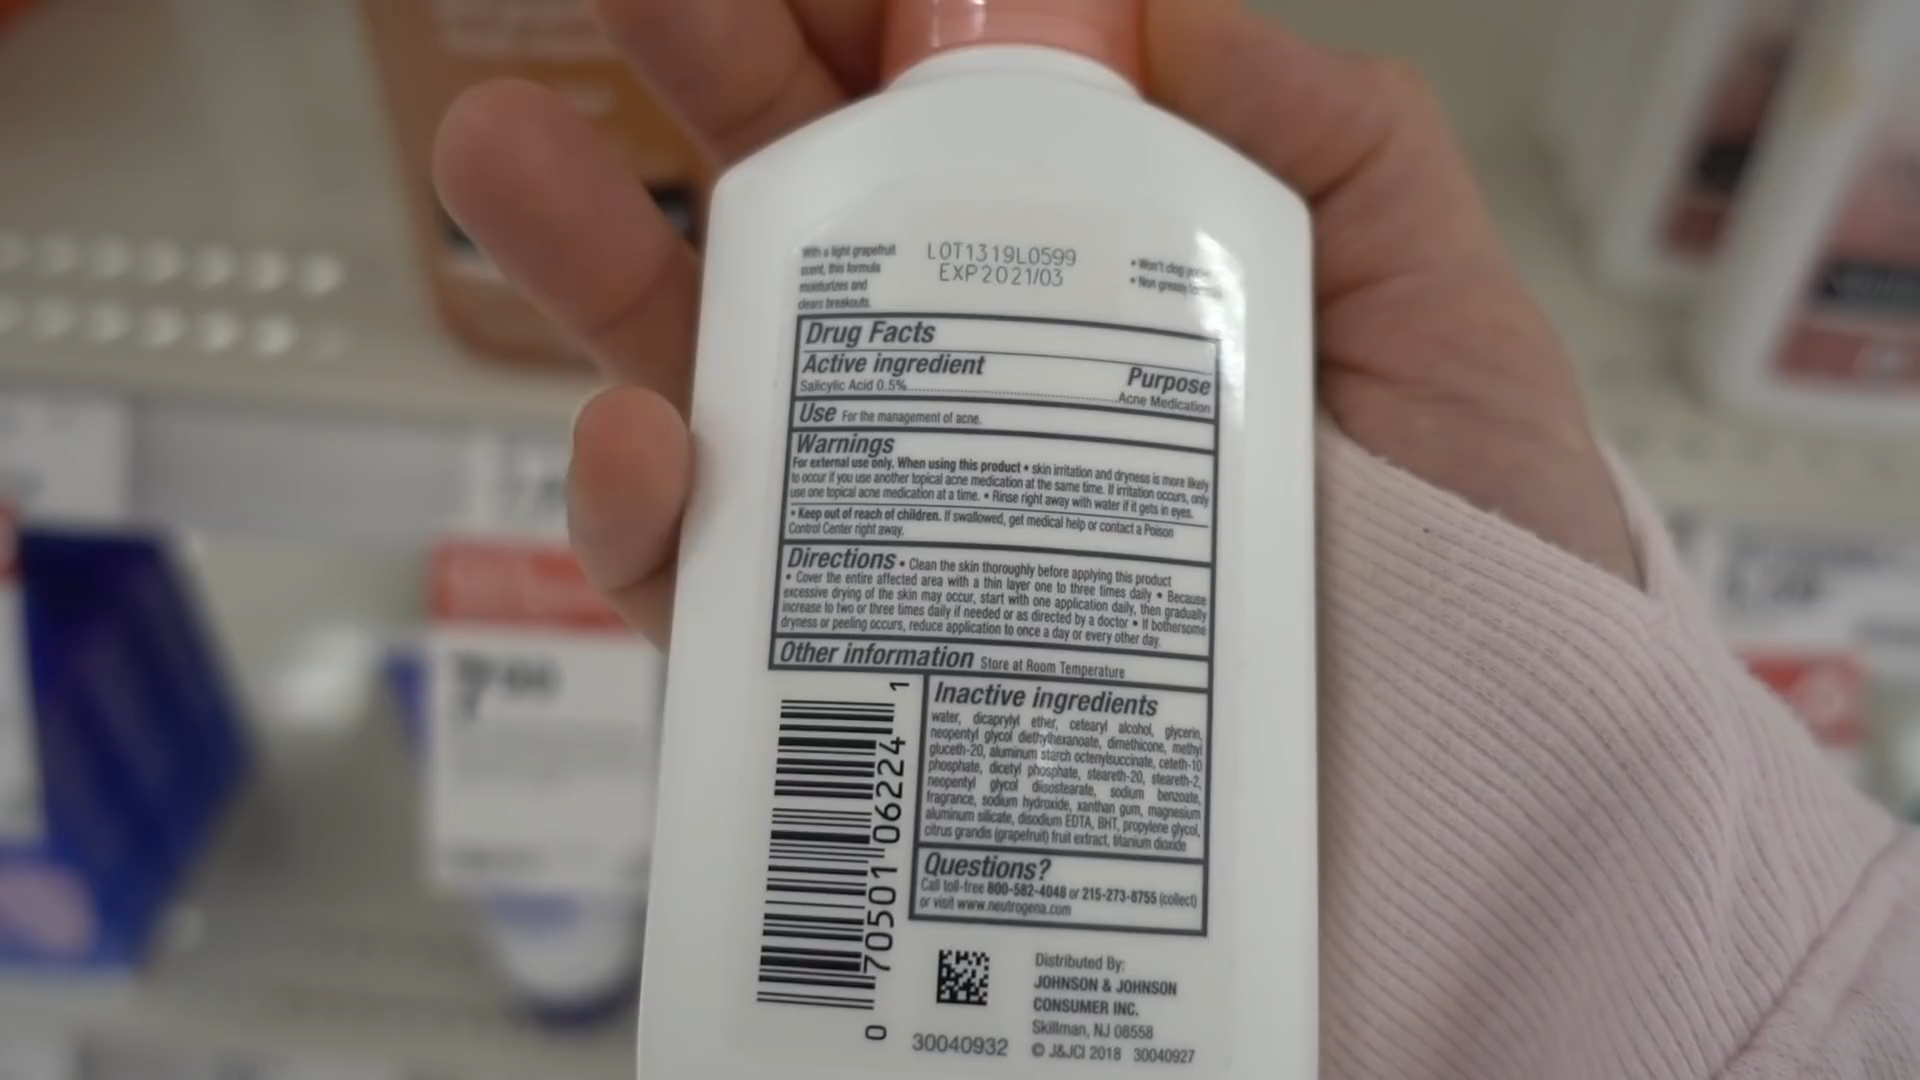 With a light grapefruit
scent, this formula
moisturizes and
clears breakouts.
LOT1319L0599
EXP2021/03
• Won't clog
• Non greasy
Drug Facts
Active ingredient Purpose
Salicylic Acid 0.5%........Acne Medication
Use For the management of acne.
Warnings
For external use only. When using this product • skin irritation and dryness is more likely
to occur if you use another topical acne medication at the same time. If irritation occurs, only
use one topical acne medication at a time. • Rinse right away with water if it gets in eyes.
• Keep out of reach of children. If swallowed, get medical help or contact a Poison
Control Center right away.
Directions • Clean the skin thoroughly before applying this product
• Cover the entire affected area with a thin layer one to three times daily • Because
excessive drying of the skin may occur, start with one application daily, then gradually
increase to two or three times daily if needed or as directed by a doctor • If bothersome
dryness or peeling occurs, reduce application to once a day or every other day.
Other information Store at Room Temperature
Inactive ingredients
water, dicaprylyl ether, cetearyl alcohol, glycerin,
neopentyl glycol diethylhexanoate, dimethicone, methyl
gluceth-20, aluminum starch octenylsuccinate, ceteth-10
phosphate, dicetyl phosphate, steareth-20, steareth-2,
neopentyl glycol diisostearate, sodium benzoate,
fragrance, sodium hydroxide, xanthan gum, magnesium
aluminum silicate, disodium EDTA, BHT, propylene glycol,
citrus grandis (grapefruit) fruit extract, titanium dioxide
Questions?
Call toll-free 800-582-4048 or 215-273-8755 (collect)
or visit www.neutrogena.com
0 70501 06224 1
30040932
Distributed By:
JOHNSON & JOHNSON
CONSUMER INC.
Skillman, NJ 08558
© J&JCI 2018 30040927